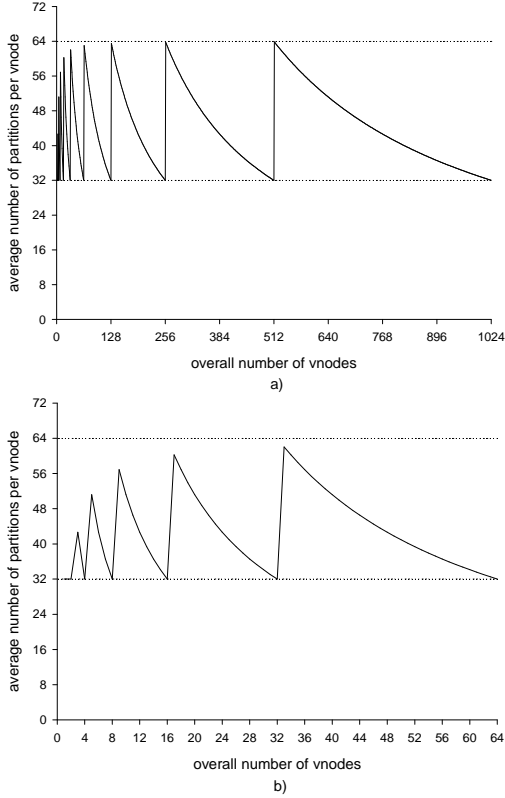 72
64
56
48
40
32
24
16
8
0
average number of partitions per vnode
0 128 256 384 512 640 768 896 1024
overall number of vnodes
a)
72
64
56
48
40
32
24
16
8
0
average number of partitions per vnode
0 4 8 12 16 20 24 28 32 36 40 44 48 52 56 60 64
overall number of vnodes
b)